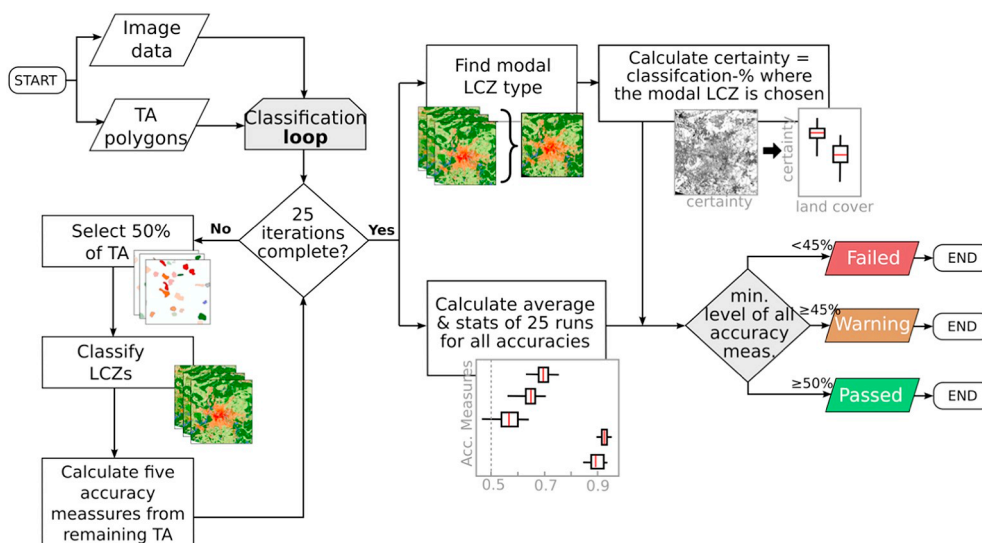 START
Image
data
TA
polygons
Classification
loop
25
iterations
complete?
No
Yes
Select 50%
of TA
Classify
LCZs
Calculate five
accuracy
meassures from
remaining TA
Find modal
LCZ type
Calculate certainty =
classifcation-% where
the modal LCZ is chosen
certainty
certainty
land cover
Calculate average
& stats of 25 runs
for all accuracies
Acc. Measures
0.5 0.7 0.9
min.
level of all
accuracy
meas.
<45%
Failed
END
≥45%
Warning
END
≥50%
Passed
END